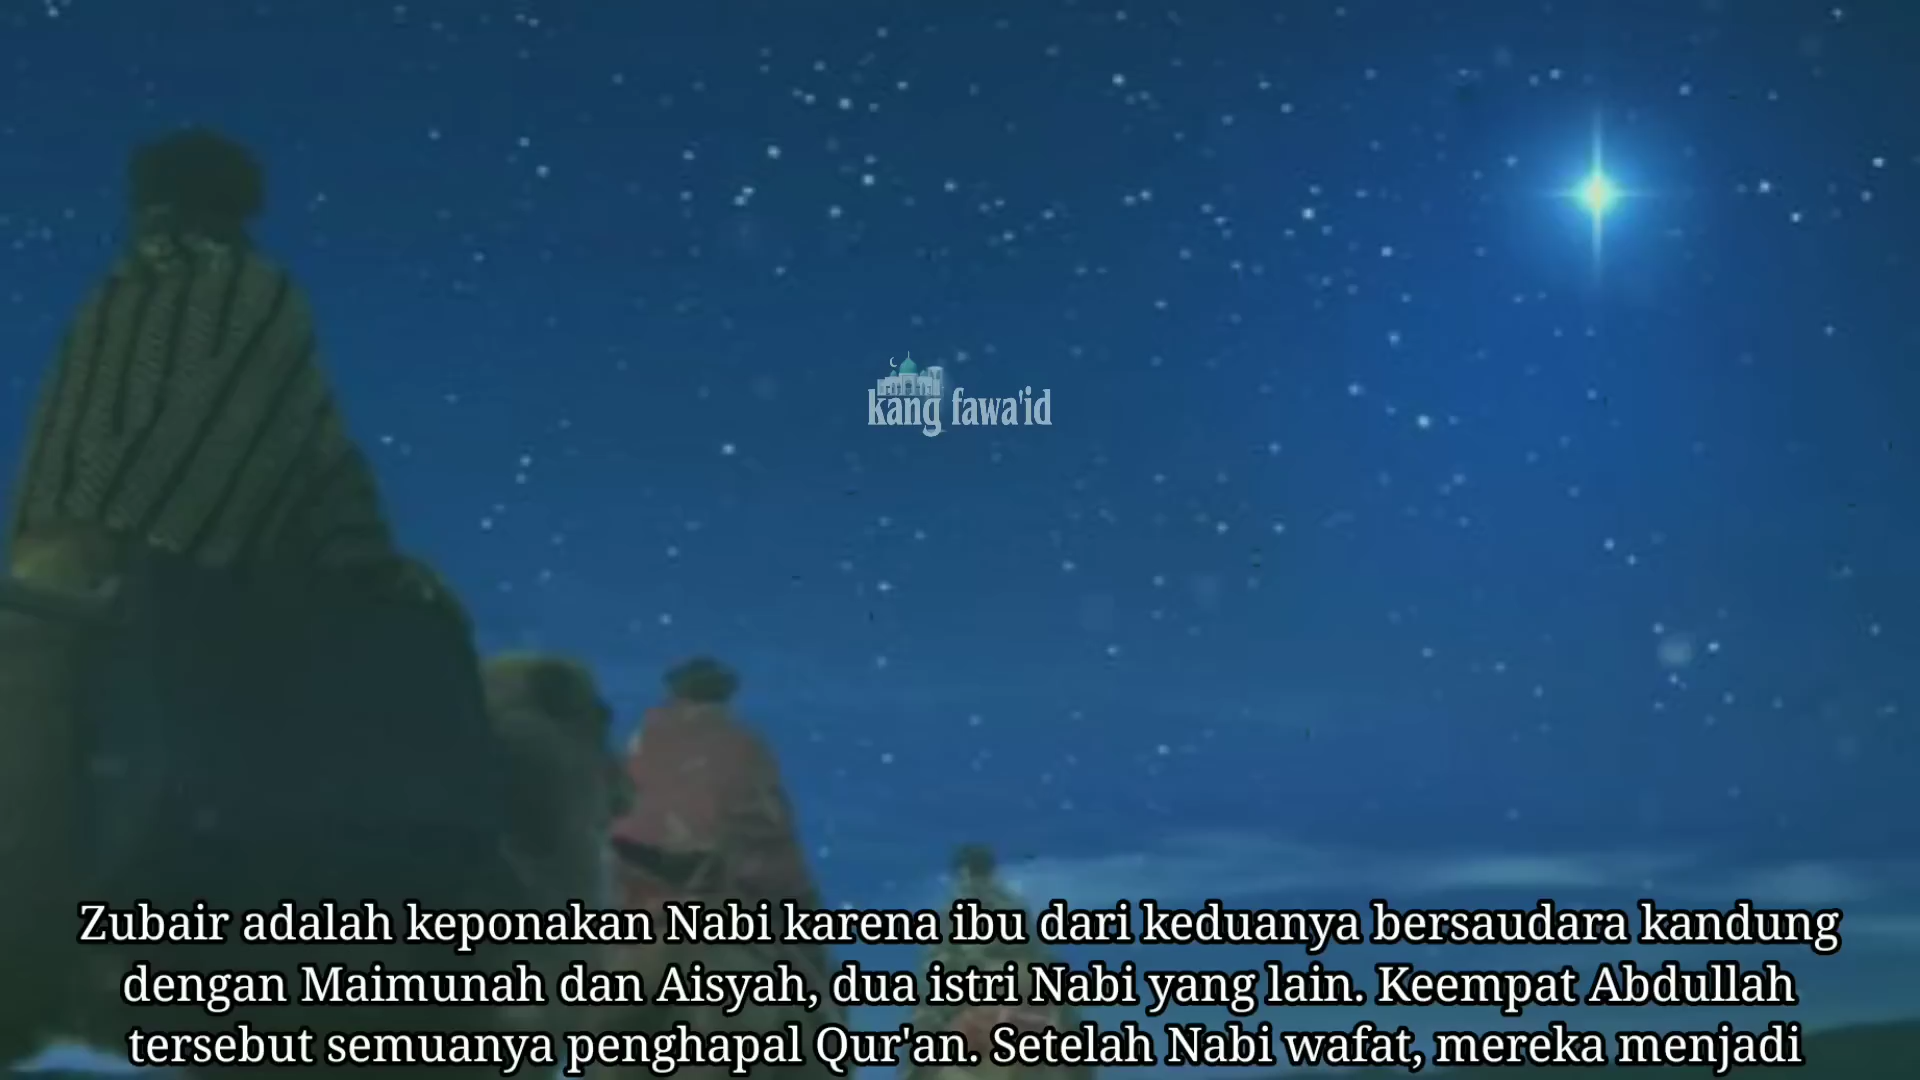 kang fawa'id
Zubair adalah keponakan Nabi karena ibu dari keduanya bersaudara kandung
dengan Maimunah dan Aisyah, dua istri Nabi yang lain. Keempat Abdullah
tersebut semuanya penghapal Qur'an. Setelah Nabi wafat, mereka menjadi